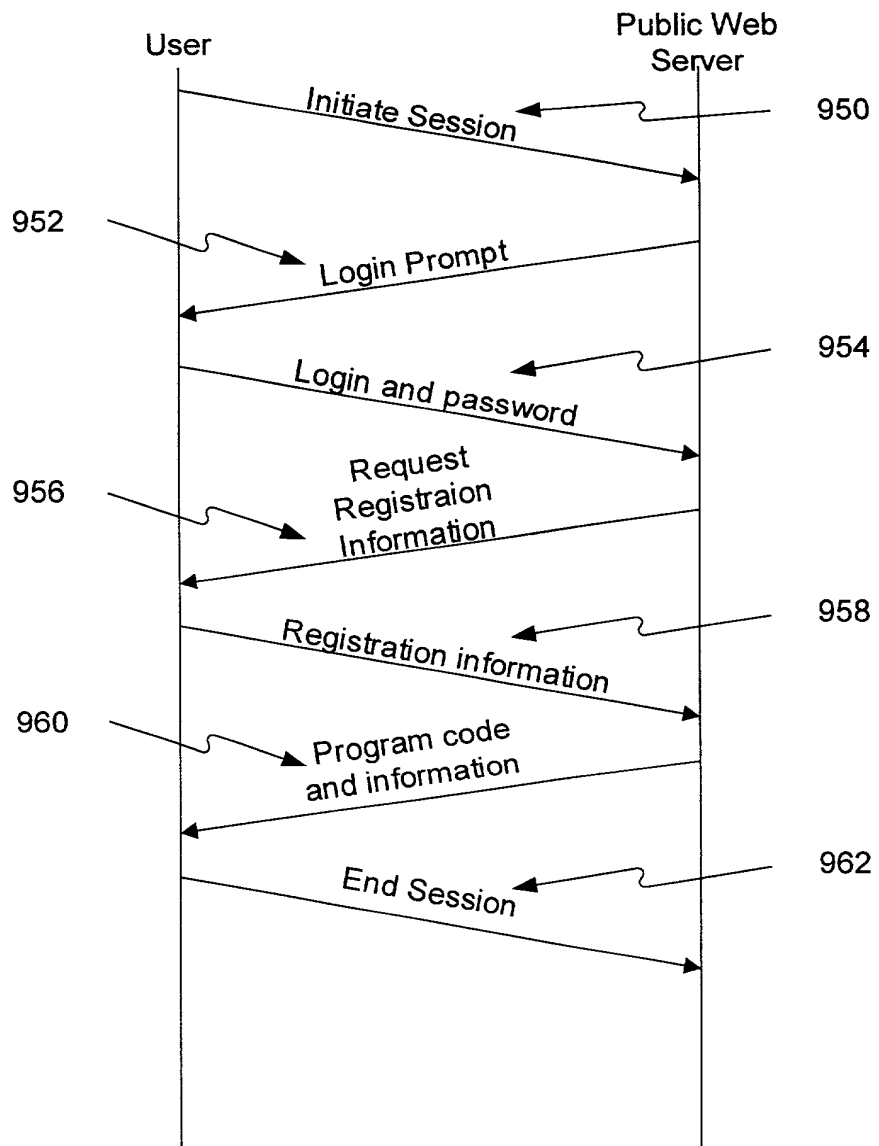 User
Public Web
Server
Initiate Session
950
952
Login Prompt
954
Login and password
956
Request
Registraion
Information
958
Registration information
960
Program code
and information
962
End Session